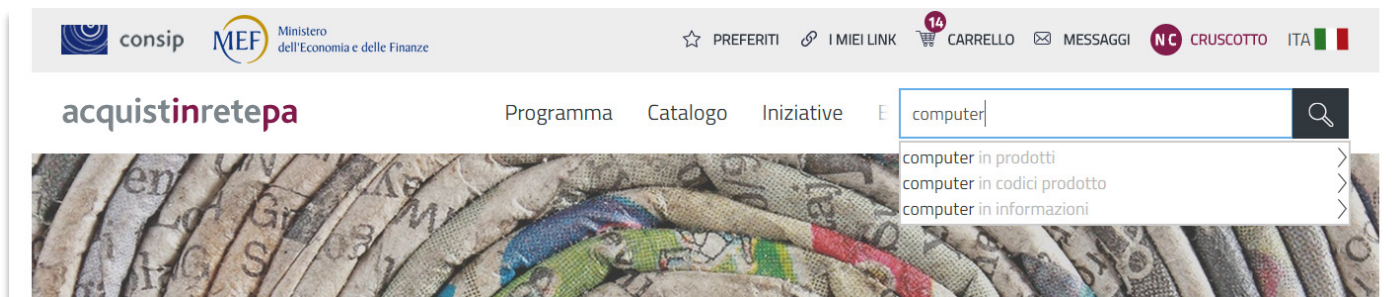 consip MEF Ministero dell'Economia e delle Finanze PREFERITI I MIEI LINK 14 CARRELLO MESSAGGI NC CRUSCOTTO ITA
acquistinretepa Programma Catalogo Iniziative E computer
computer in prodotti
computer in codici prodotto
computer in informazioni